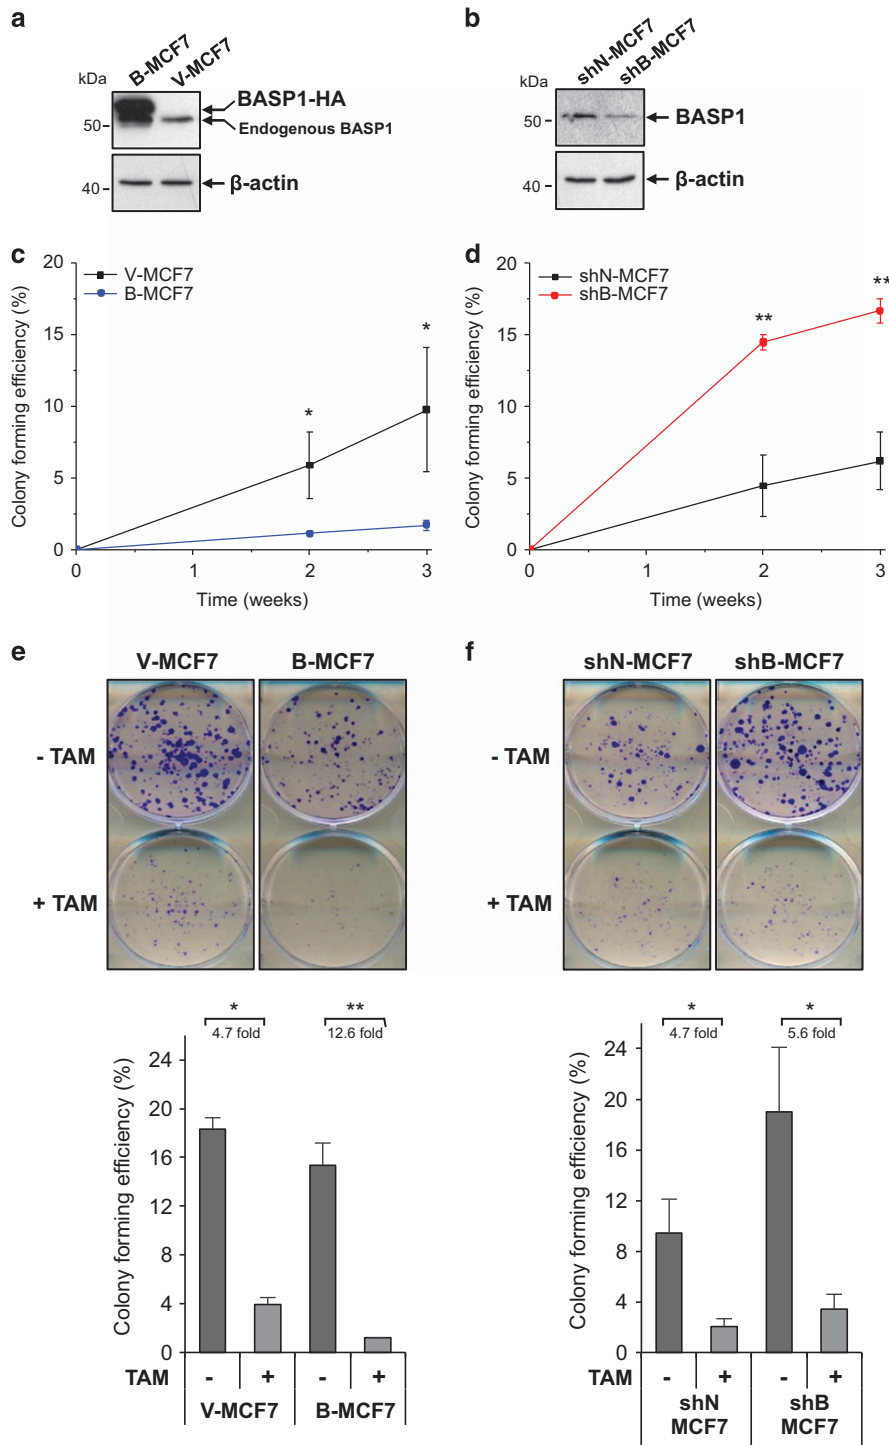 a
B-MCF7
V-MCF7
kDa
BASP1-HA
50
Endogenous BASP1
40
β-actin
b
shN-MCF7
shB-MCF7
kDa
50
BASP1
40
β-actin
c
20
V-MCF7
B-MCF7
15
10
5
0
*
*
Colony forming efficiency (%)
0 1 2 3
Time (weeks)
d
20
shN-MCF7
shB-MCF7
15
10
5
0
**
**
Colony forming efficiency (%)
0 1 2 3
Time (weeks)
e
V-MCF7 B-MCF7
- TAM
+ TAM
* **
4.7 fold 12.6 fold
24
20
16
12
8
4
0
Colony forming efficiency (%)
TAM - + - +
V-MCF7 B-MCF7
f
shN-MCF7 shB-MCF7
- TAM
+ TAM
* *
4.7 fold 5.6 fold
24
20
16
12
8
4
0
Colony forming efficiency (%)
TAM - + - +
shN shB
MCF7 MCF7